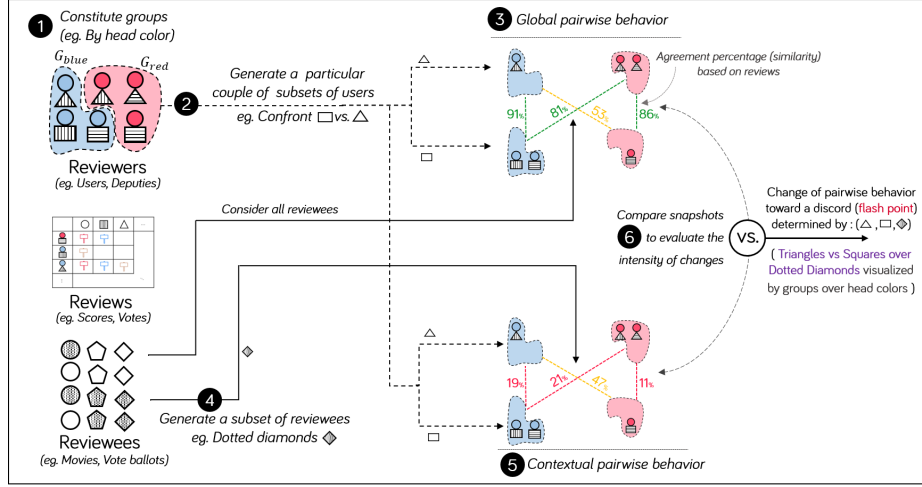 1 Constitute groups
(eg. By head color)
G_blue
G_red
Reviewers
(eg. Users, Deputies)
2
Generate a particular
couple of subsets of users
eg. Confront □ vs. △
3 Global pairwise behavior
Agreement percentage (similarity)
based on reviews
91%
81%
53%
86%
Consider all reviewees
Reviews
(eg. Scores, Votes)
Reviewees
(eg. Movies, Vote ballots)
4
Generate a subset of reviewees
eg. Dotted diamonds
19%
21%
47%
11%
5 Contextual pairwise behavior
Compare snapshots
6 to evaluate the
intensity of changes
VS.
Change of pairwise behavior
toward a discord (flash point)
determined by : (△ , □, ◈)
( Triangles vs Squares over
Dotted Diamonds visualized
by groups over head colors )